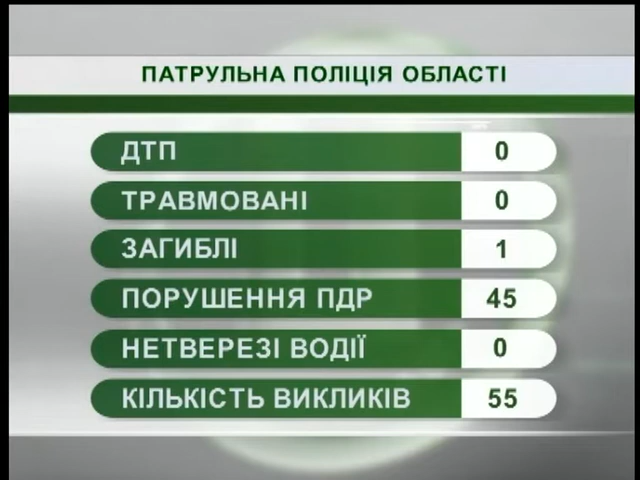 ПАТРУЛЬНА ПОЛІЦІЯ ОБЛАСТІ
ДТП 0
ТРАВМОВАНІ 0
ЗАГИБЛІ 1
ПОРУШЕННЯ ПДР 45
НЕТВЕРЕЗІ ВОДІЇ 0
КІЛЬКІСТЬ ВИКЛИКІВ 55